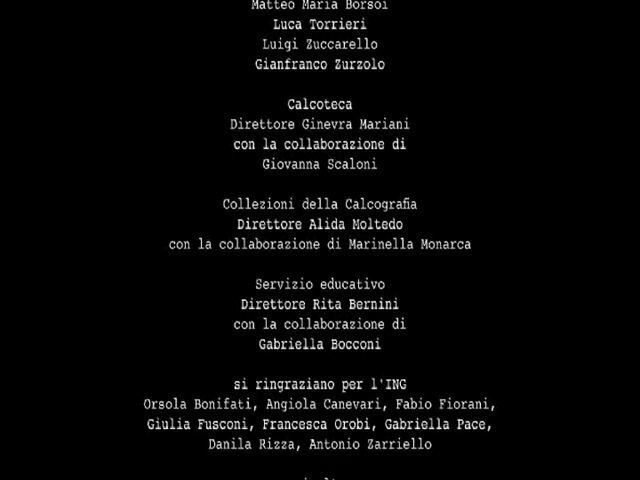 Matteo Maria Borsoi
Luca Torrieri
Luigi Zuccarello
Gianfranco Zurzolo
Calcoteca
Direttore Ginevra Mariani
con la collaborazione di
Giovanna Scaloni
Collezioni della Calcografia
Direttore Alida Moltedo
con la collaborazione di Marinella Monarca
Servizio educativo
Direttore Rita Bernini
con la collaborazione di
Gabriella Bocconi
si ringraziano per l'ING
Orsola Bonifati, Angiola Canevari, Fabio Fiorani,
Giulia Fusconi, Francesca Orobi, Gabriella Pace,
Danila Rizza, Antonio Zarriello